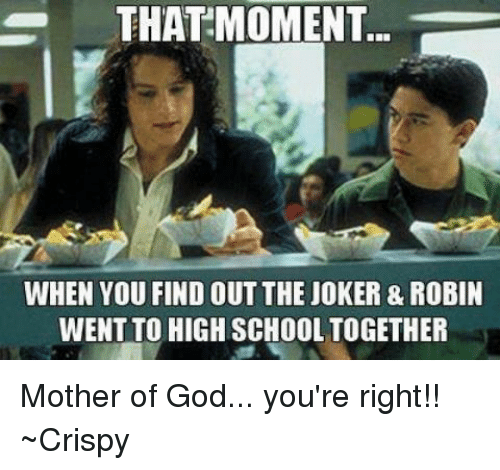 THAT MOMENT...
WHEN YOU FIND OUT THE JOKER & ROBIN
WENT TO HIGH SCHOOL TOGETHER
Mother of God... you're right!!
~Crispy